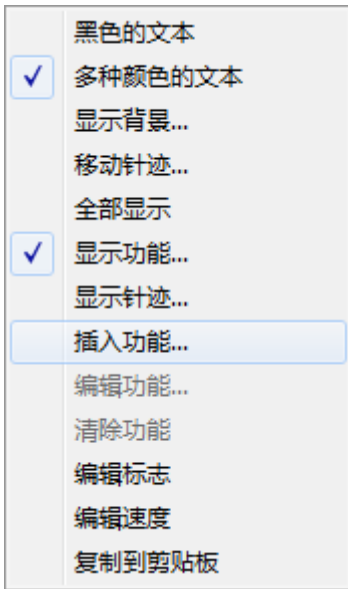 黑色的文本
多种颜色的文本
显示背景...
移动针迹...
全部显示
显示功能...
显示针迹...
插入功能...
编辑功能...
清除功能
编辑标志
编辑速度
复制到剪贴板